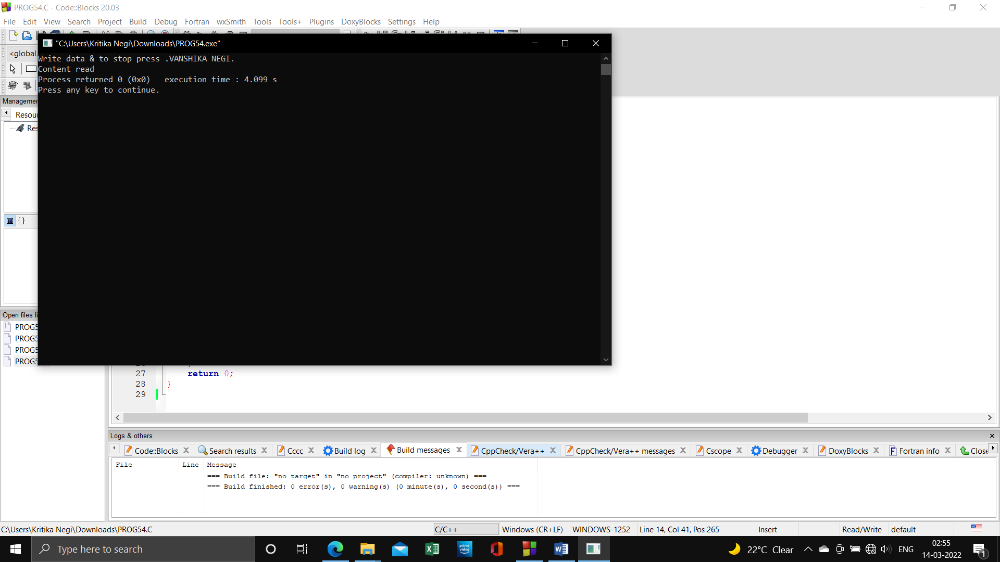 PROG54.C - Code::Blocks 20.03
File Edit View Search Project Build Debug Fortran wxSmith Tools Tools+ Plugins DoxyBlocks Settings Help
"C:\Users\Kritika Negi\Downloads\PROG54.exe"
<global
Write data & to stop press .VANSHIKA NEGI.
Content read
Process returned 0 (0x0)   execution time : 4.099 s
Press any key to continue.
Managemen
Resou
Res
{}
Open files li
PROG5
PROG5
PROG5
PROG5
27 return 0;
28 }
29
Logs & others
Code::Blocks Search results Cccc Build log Build messages CppCheck/Vera++ CppCheck/Vera++ messages Cscope Debugger DoxyBlocks Fortran info Close
File Line Message
=== Build file: "no target" in "no project" (compiler: unknown) ===
=== Build finished: 0 error(s), 0 warning(s) (0 minute(s), 0 second(s)) ===
C:\Users\Kritika Negi\Downloads\PROG54.C C/C++ Windows (CR+LF) WINDOWS-1252 Line 14, Col 41, Pos 265 Insert Read/Write default
Type here to search
prime video
22°C Clear
ENG
02:55
14-03-2022
1